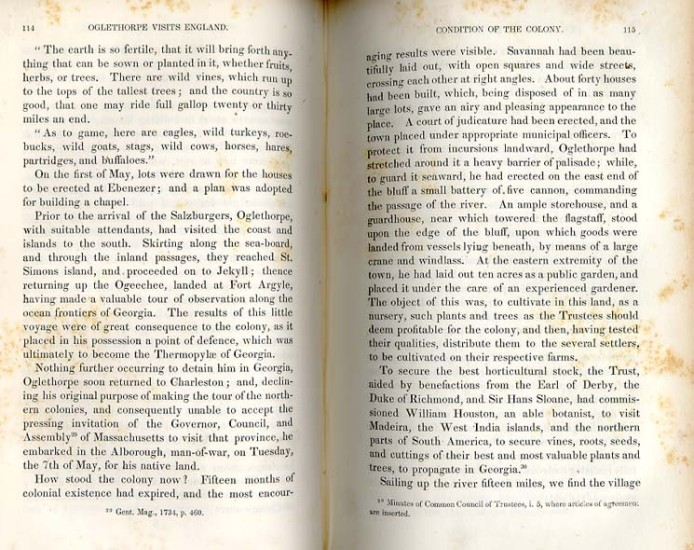 114 OGLETHORPE VISITS ENGLAND.
" The earth is so fertile, that it will bring forth any-
thing that can be sown or planted in it, whether fruits,
herbs, or trees. There are wild vines, which run up
to the tops of the tallest trees ; and the country is so
good, that one may ride full gallop twenty or thirty
miles an end.
" As to game, here are eagles, wild turkeys, roe-
bucks, wild goats, stags, wild cows, horses, hares,
partridges, and buffaloes."
On the first of May, lots were drawn for the houses
to be erected at Ebenezer; and a plan was adopted
for building a chapel.
Prior to the arrival of the Salzburgers, Oglethorpe,
with suitable attendants, had visited the coast and
islands to the south. Skirting along the sea-board,
and through the inland passages, they reached St.
Simons island, and proceeded on to Jekyll; thence
returning up the Ogeechee, landed at Fort Argyle,
having made a valuable tour of observation along the
ocean frontiers of Georgia. The results of this little
voyage were of great consequence to the colony, as it
placed in his possession a point of defence, which was
ultimately to become the Thermopylæ of Georgia.
Nothing further occurring to detain him in Georgia,
Oglethorpe soon returned to Charleston ; and, declin-
ing his original purpose of making the tour of the north-
ern colonies, and consequently unable to accept the
pressing invitation of the Governor, Council, and
Assembly²⁹ of Massachusetts to visit that province, he
embarked in the Alborough, man-of-war, on Tuesday,
the 7th of May, for his native land.
How stood the colony now ? Fifteen months of
colonial existence had expired, and the most encour-
²⁹ Gent. Mag., 1734, p. 460.
CONDITION OF THE COLONY. 115
aging results were visible. Savannah had been beau-
tifully laid out, with open squares and wide streets,
crossing each other at right angles. About forty houses
had been built, which, being disposed of in as many
large lots, gave an airy and pleasing appearance to the
place. A court of judicature had been erected, and the
town placed under appropriate municipal officers. To
protect it from incursions landward, Oglethorpe had
stretched around it a heavy barrier of palisade; while,
to guard it seaward, he had erected on the east end of
the bluff a small battery of five cannon, commanding
the passage of the river. An ample storehouse, and a
guardhouse, near which towered the flagstaff, stood
upon the edge of the bluff, upon which goods were
landed from vessels lying beneath, by means of a large
crane and windlass. At the eastern extremity of the
town, he had laid out ten acres as a public garden, and
placed it under the care of an experienced gardener.
The object of this was, to cultivate in this land, as a
nursery, such plants and trees as the Trustees should
deem profitable for the colony, and then, having tested
their qualities, distribute them to the several settlers,
to be cultivated on their respective farms.
To secure the best horticultural stock, the Trust,
aided by benefactions from the Earl of Derby, the
Duke of Richmond, and Sir Hans Sloane, had commis-
sioned William Houston, an able botanist, to visit
Madeira, the West India islands, and the northern
parts of South America, to secure vines, roots, seeds,
and cuttings of their best and most valuable plants and
trees, to propagate in Georgia.³⁰
Sailing up the river fifteen miles, we find the village
³⁰ Minutes of Common Council of Trustees, i. 5, where articles of agreement
are inserted.